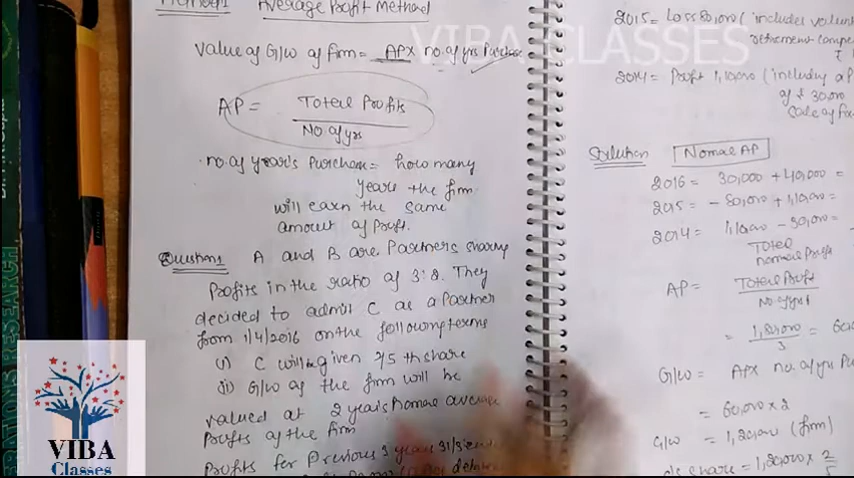 Average Profit Method
Value of G/W of firm = AP x no. of yrs Purchase
AP = Total Profits
No of yrs
no. of year's Purchase = how many
years the firm
will earn the same
amount of Profit.
Question A and B are Partners sharing
Profits in the ratio of 3:2. They
decided to admit C as a Partner
from 1/4/2016 on the following terms
(i) C will be given 2/5 th share
(ii) G/W of the firm will be
valued at 2 years Normal average
Profits of the firm
Profits for Previous 3 years 31/3
2015 = Loss 80,000 (includes
2014 = Profit 1,10,000 (including
of ₹ 30,000
Sale of
Solution Normal AP
2016 = 30,000 + 40,000 =
2015 = - 80,000 + 1,10,000 =
2014 = 1,10,000 - 30,000 =
Total
normal Profit
AP = Total Profit
No of yrs
= 1,80,000
3
G/W = AP x no. of yrs
= 60,000 x 2
G/W = 1,20,000 (firm)
share = 1,20,000 x 2
5
VIBA CLASSES
VIBA
Classes
ERATIONS RESEARCH